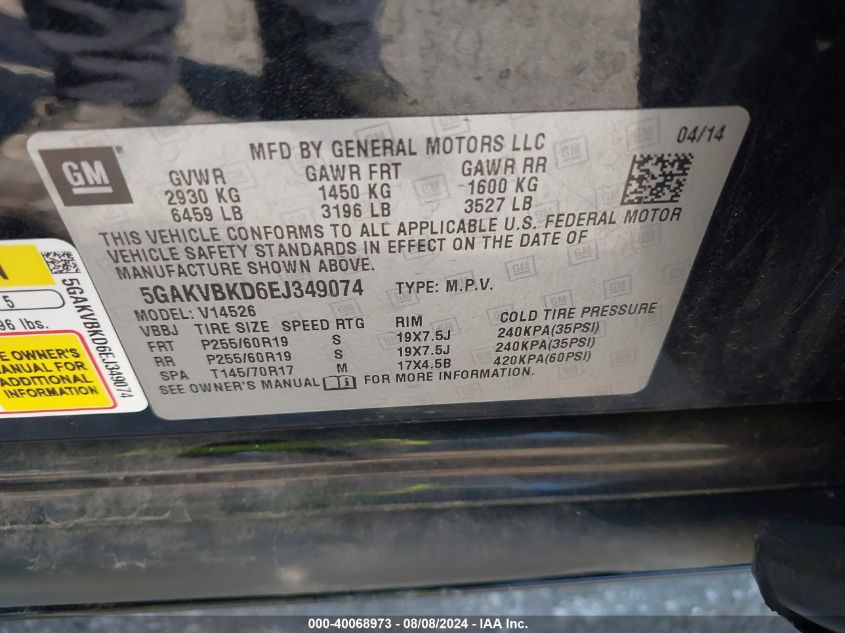 GM
MFD BY GENERAL MOTORS LLC
04/14
GVWR GAWR FRT GAWR RR
2930 KG 1450 KG 1600 KG
6459 LB 3196 LB 3527 LB
THIS VEHICLE CONFORMS TO ALL APPLICABLE U.S. FEDERAL MOTOR
VEHICLE SAFETY STANDARDS IN EFFECT ON THE DATE OF
MANUFACTURE SHOWN ABOVE.
5GAKVBKD6EJ349074 TYPE: M.P.V.
MODEL: V14526
VBBJ TIRE SIZE SPEED RTG RIM COLD TIRE PRESSURE
FRT P255/60R19 S 19X7.5J 240KPA(35PSI)
RR P255/60R19 S 19X7.5J 240KPA(35PSI)
SPA T145/70R17 M 17X4.5B 420KPA(60PSI)
SEE OWNER'S MANUAL FOR MORE INFORMATION.
5
96 lbs.
OWNER'S
MANUAL FOR
ADDITIONAL
INFORMATION
5GAKVBKD6EJ349074
000-40068973 - 08/08/2024 - IAA Inc.